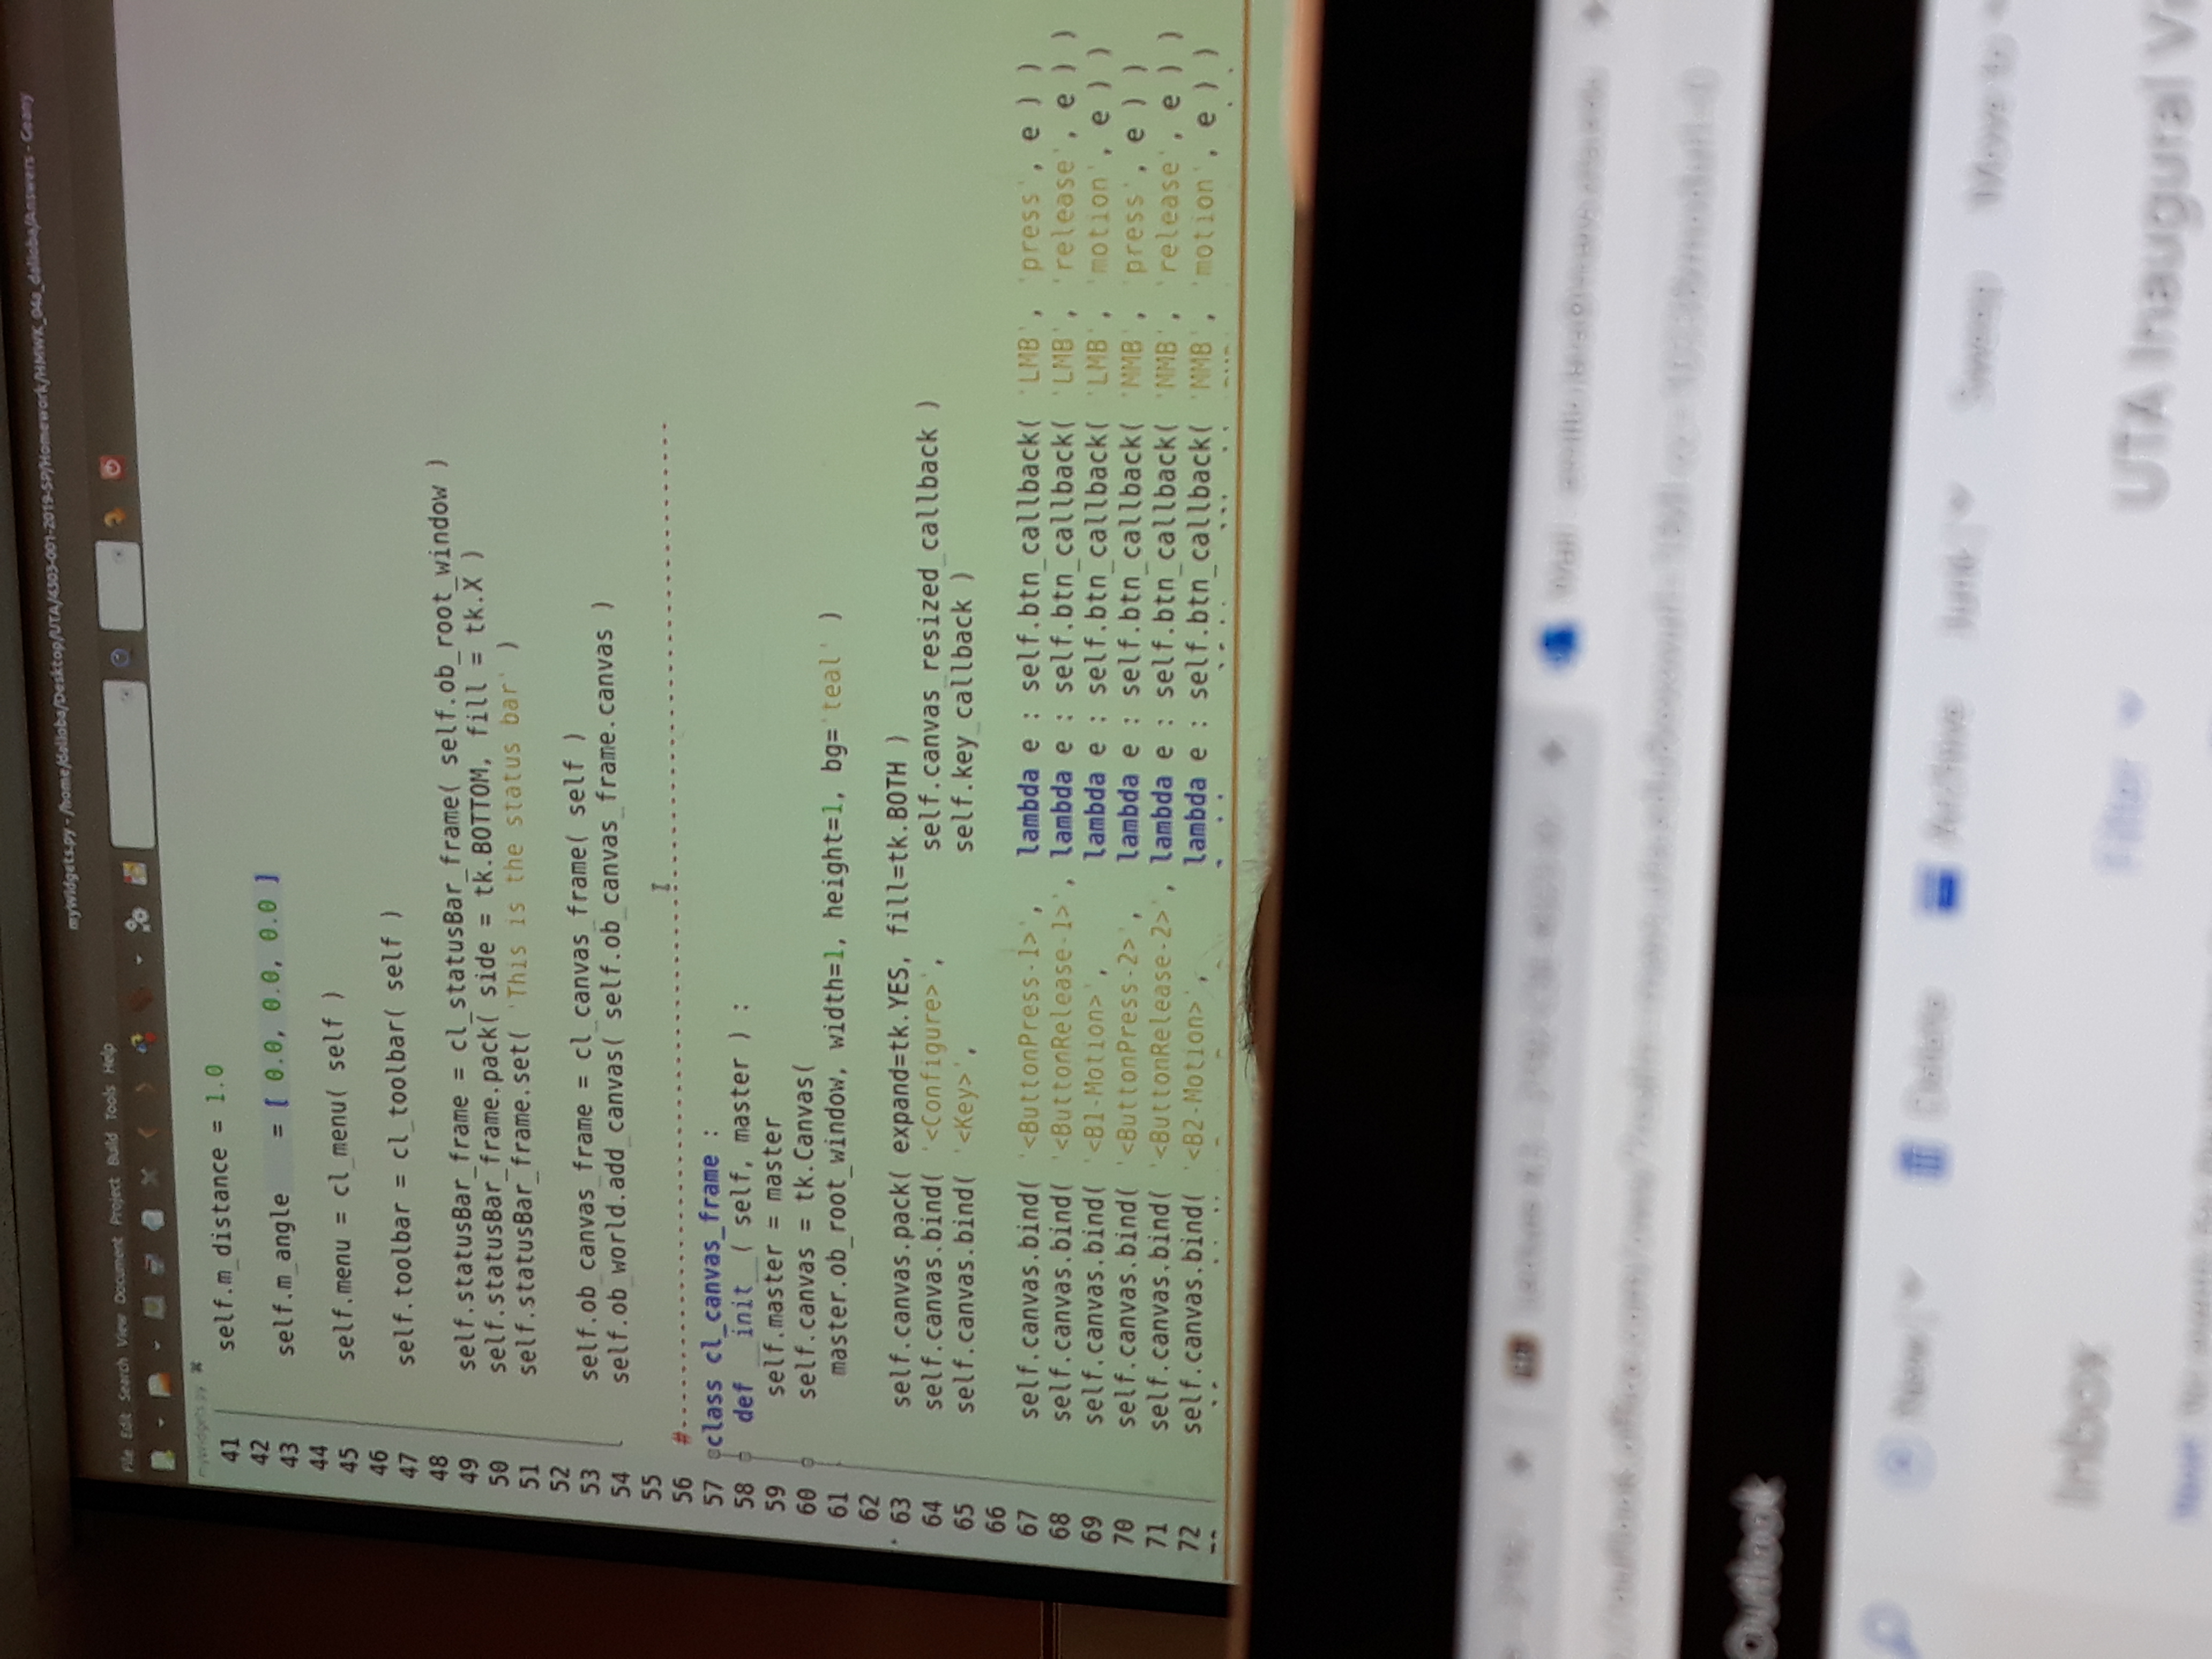 myWidgets.py - /home/dalioba/Desktop/UTA/4303-001-2019-SP/Homework/HMWK_04a_dalioba/Answers - Geany
File Edit Search View Document Project Build Tools Help
myWidgets.py
41 self.m_distance = 1.0
42
43 self.m_angle = [ 0.0, 0.0, 0.0 ]
44
45 self.menu = cl_menu( self )
46
47 self.toolbar = cl_toolbar( self )
48
49 self.statusBar_frame = cl_statusBar_frame( self.ob_root_window )
50 self.statusBar_frame.pack( side = tk.BOTTOM, fill = tk.X )
51 self.statusBar_frame.set( 'This is the status bar' )
52
53 self.ob_canvas_frame = cl_canvas_frame( self )
54 self.ob_world.add_canvas( self.ob_canvas_frame.canvas )
55
56 #----------------------------------------------------------------------
57 class cl_canvas_frame :
58 def __init__( self, master ) :
59 self.master = master
60 self.canvas = tk.Canvas(
61 master.ob_root_window, width=1, height=1, bg='teal' )
62
63 self.canvas.pack( expand=tk.YES, fill=tk.BOTH )
64 self.canvas.bind( '<Configure>', self.canvas_resized_callback )
65 self.canvas.bind( '<Key>', self.key_callback )
66
67 self.canvas.bind( '<ButtonPress-1>', lambda e : self.btn_callback( 'LMB', 'press', e ) )
68 self.canvas.bind( '<ButtonRelease-1>', lambda e : self.btn_callback( 'LMB', 'release', e ) )
69 self.canvas.bind( '<B1-Motion>', lambda e : self.btn_callback( 'LMB', 'motion', e ) )
70 self.canvas.bind( '<ButtonPress-2>', lambda e : self.btn_callback( 'MMB', 'press', e ) )
71 self.canvas.bind( '<ButtonRelease-2>', lambda e : self.btn_callback( 'MMB', 'release', e ) )
72 self.canvas.bind( '<B2-Motion>', lambda e : self.btn_callback( 'MMB', 'motion', e ) )
Outlook
New Delete Archive Junk Sweep Move to
Inbox Filter
UTA Inaugural